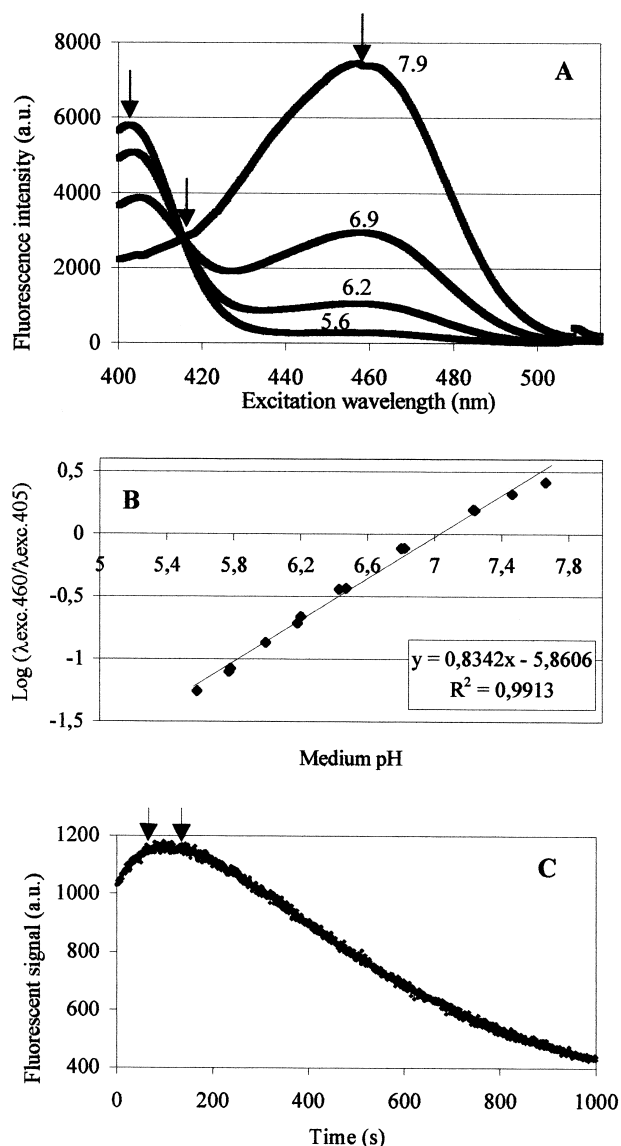 8000
6000
4000
2000
0
Fluorescence intensity (a.u.)
A
7.9
6.9
6.2
5.6
400 420 440 460 480 500
Excitation wavelength (nm)
0,5
0
-0,5
-1
-1,5
Log (λexc.460/λexc.405)
B
5 5,4 5,8 6,2 6,6 7 7,4 7,8
y = 0,8342x - 5,8606
R² = 0,9913
Medium pH
1200
1000
800
600
400
Fluorescent signal (a.u.)
C
0 200 400 600 800 1000
Time (s)